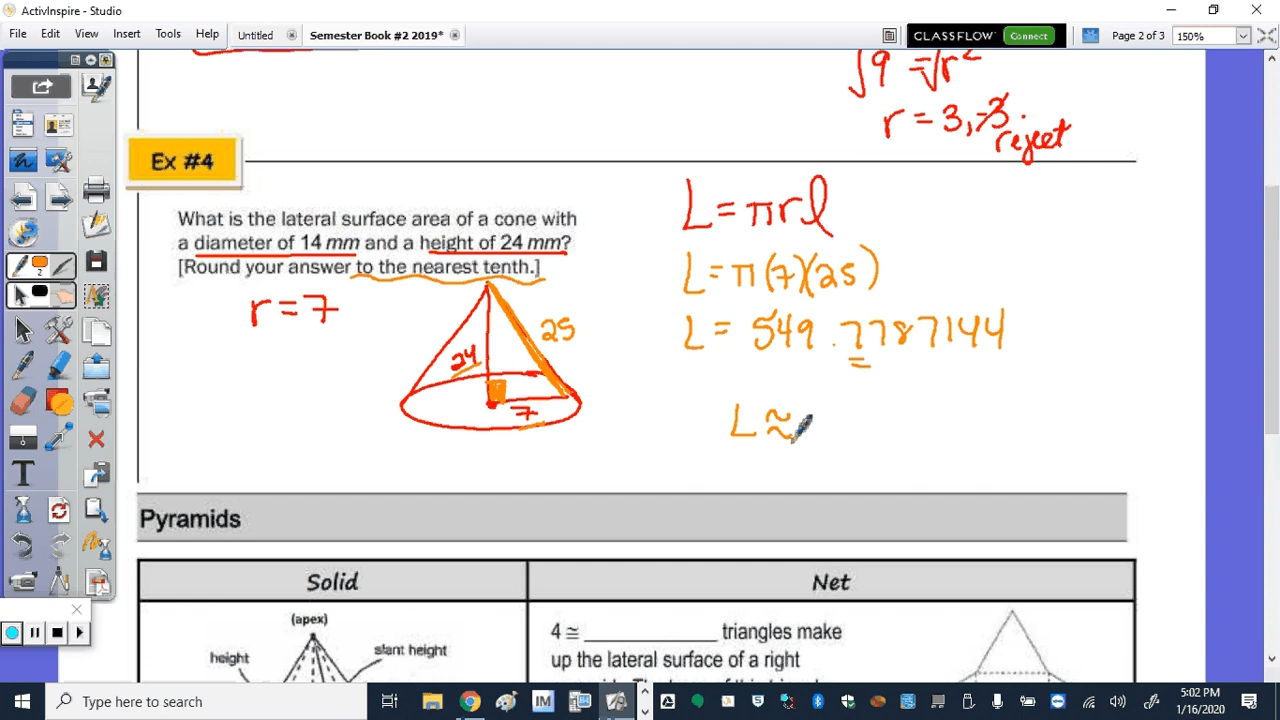 ActivInspire - Studio
File Edit View Insert Tools Help Untitled Semester Book #2 2019* CLASSFLOW Connect Page 2 of 3 150%
√9 = √r²
r = 3, -3.
reject
Ex #4
What is the lateral surface area of a cone with
a diameter of 14 mm and a height of 24 mm?
[Round your answer to the nearest tenth.]
r = 7
24
25
7
L = πrl
L = π(7)(25)
L = 549.7787144
L ≈
Pyramids
Solid
Net
(apex)
height
slant height
4 ≅ ____________ triangles make
up the lateral surface of a right
Type here to search
5:02 PM
1/16/2020